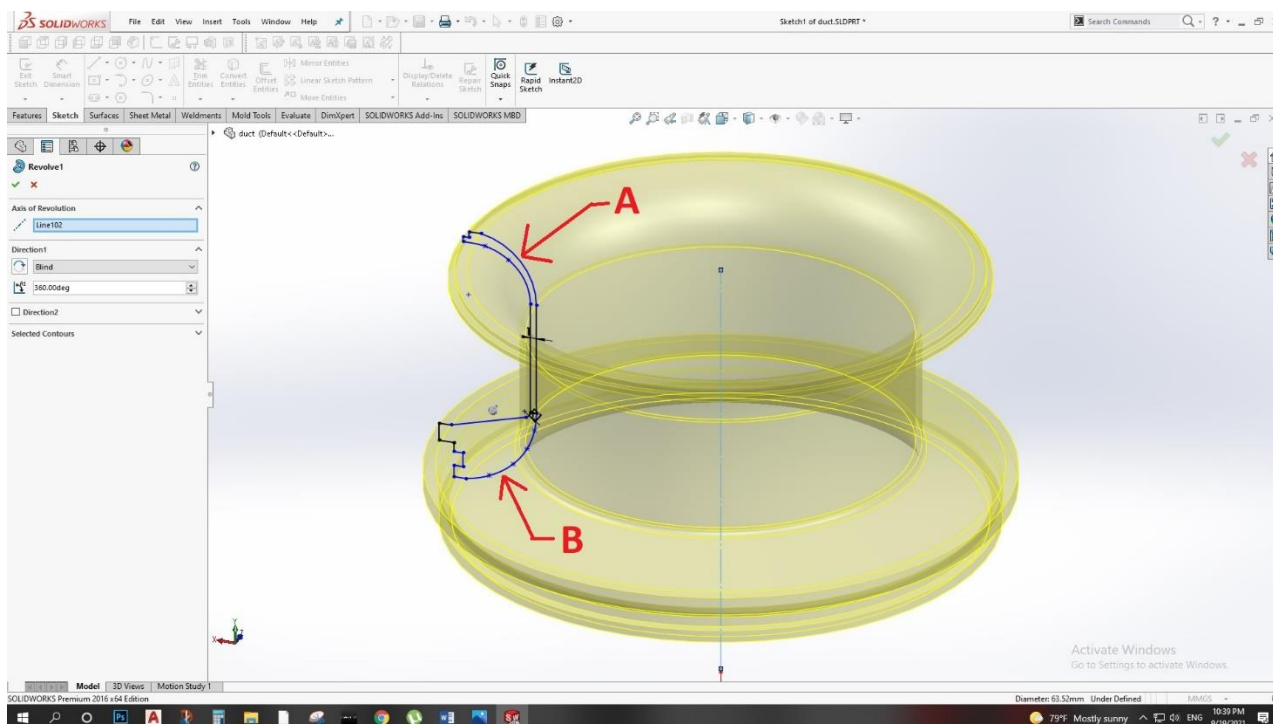 SOLIDWORKS File Edit View Insert Tools Window Help Sketch1 of duct.SLDPRT Search Commands
Exit Sketch Smart Dimension Trim Entities Convert Entities Offset Entities Mirror Entities Linear Sketch Pattern Move Entities Display/Delete Relations Repair Sketch Quick Snaps Rapid Sketch Instant2D
Features Sketch Surfaces Sheet Metal Weldments Mold Tools Evaluate DimXpert SOLIDWORKS Add-Ins SOLIDWORKS MBD
duct (Default<<Default>...
Revolve1
Axis of Revolution
Line102
Direction1
Blind
360.00deg
Direction2
Selected Contours
A
1
B
Activate Windows
Go to Settings to activate Windows.
Model 3D Views Motion Study 1
SOLIDWORKS Premium 2016 x64 Edition Diameter: 63.52mm Under Defined MMGS
79°F Mostly sunny ENG 10:39 PM
9/19/2021